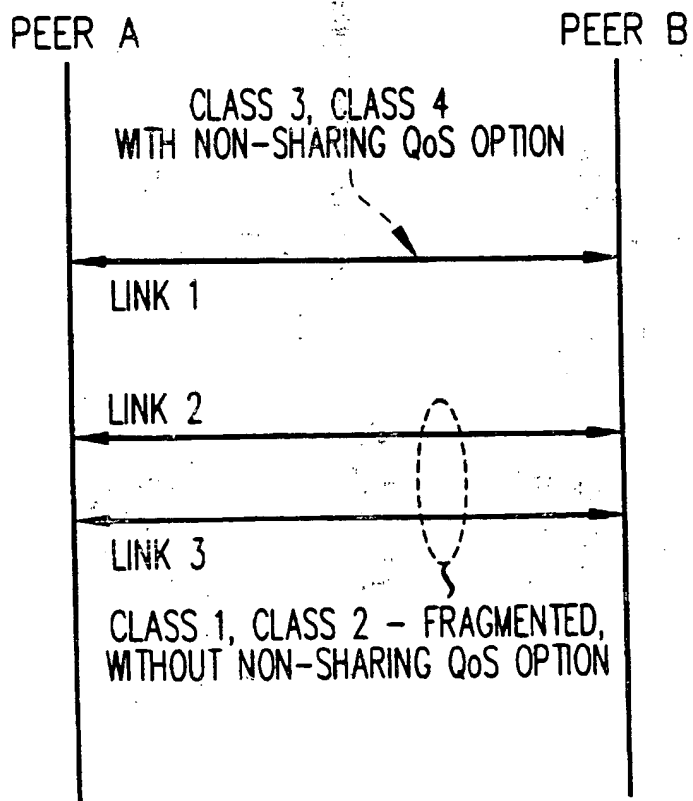 PEER A
PEER B
CLASS 3, CLASS 4
WITH NON-SHARING QoS OPTION
LINK 1
LINK 2
LINK 3
CLASS 1, CLASS 2 - FRAGMENTED,
WITHOUT NON-SHARING QoS OPTION